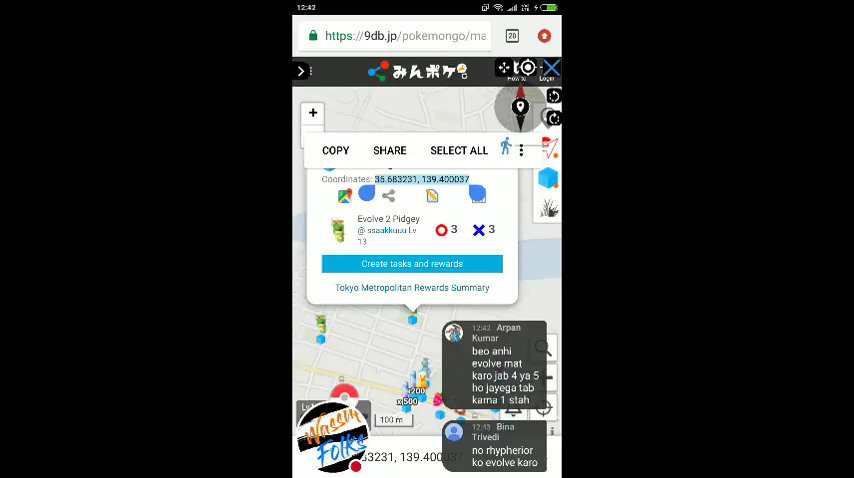 12:42
https://9db.jp/pokemongo/ma
20
みんポケ
How to
Login
+
COPY SHARE SELECT ALL
Coordinates: 35.683231, 139.400037
Evolve 2 Pidgey
@ ssaakkuuu Lv
13
3
3
Create tasks and rewards
Tokyo Metropolitan Rewards Summary
12:42 Arpan
Kumar
beo anhi
evolve mat
karo jab 4 ya 5
ho jayega tab
karna 1 stah
x200
x500
100 m
Wassup
Folks
12:43 Bina
Trivedi
no rhypherior
ko evolve karo
3231, 139.400037